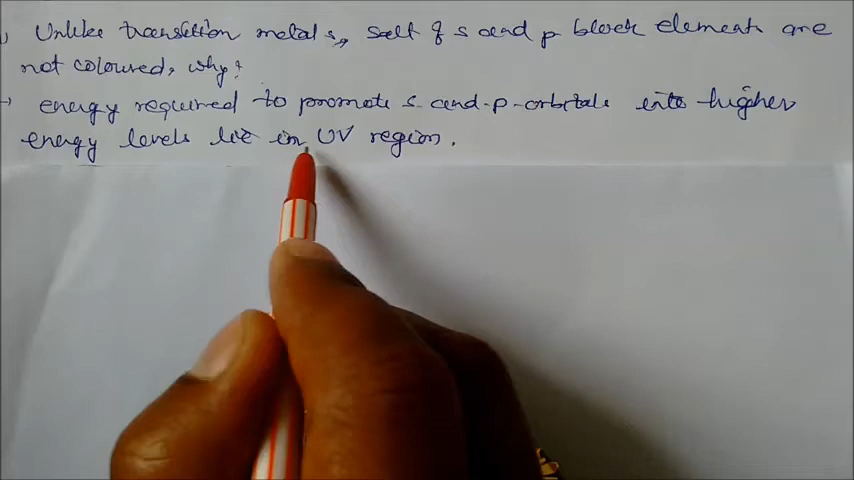 Unlike transition metals, salt of s and p block element are
not coloured, why?
→ energy required to promote s and-p-orbitals into higher
energy levels lie in UV region.